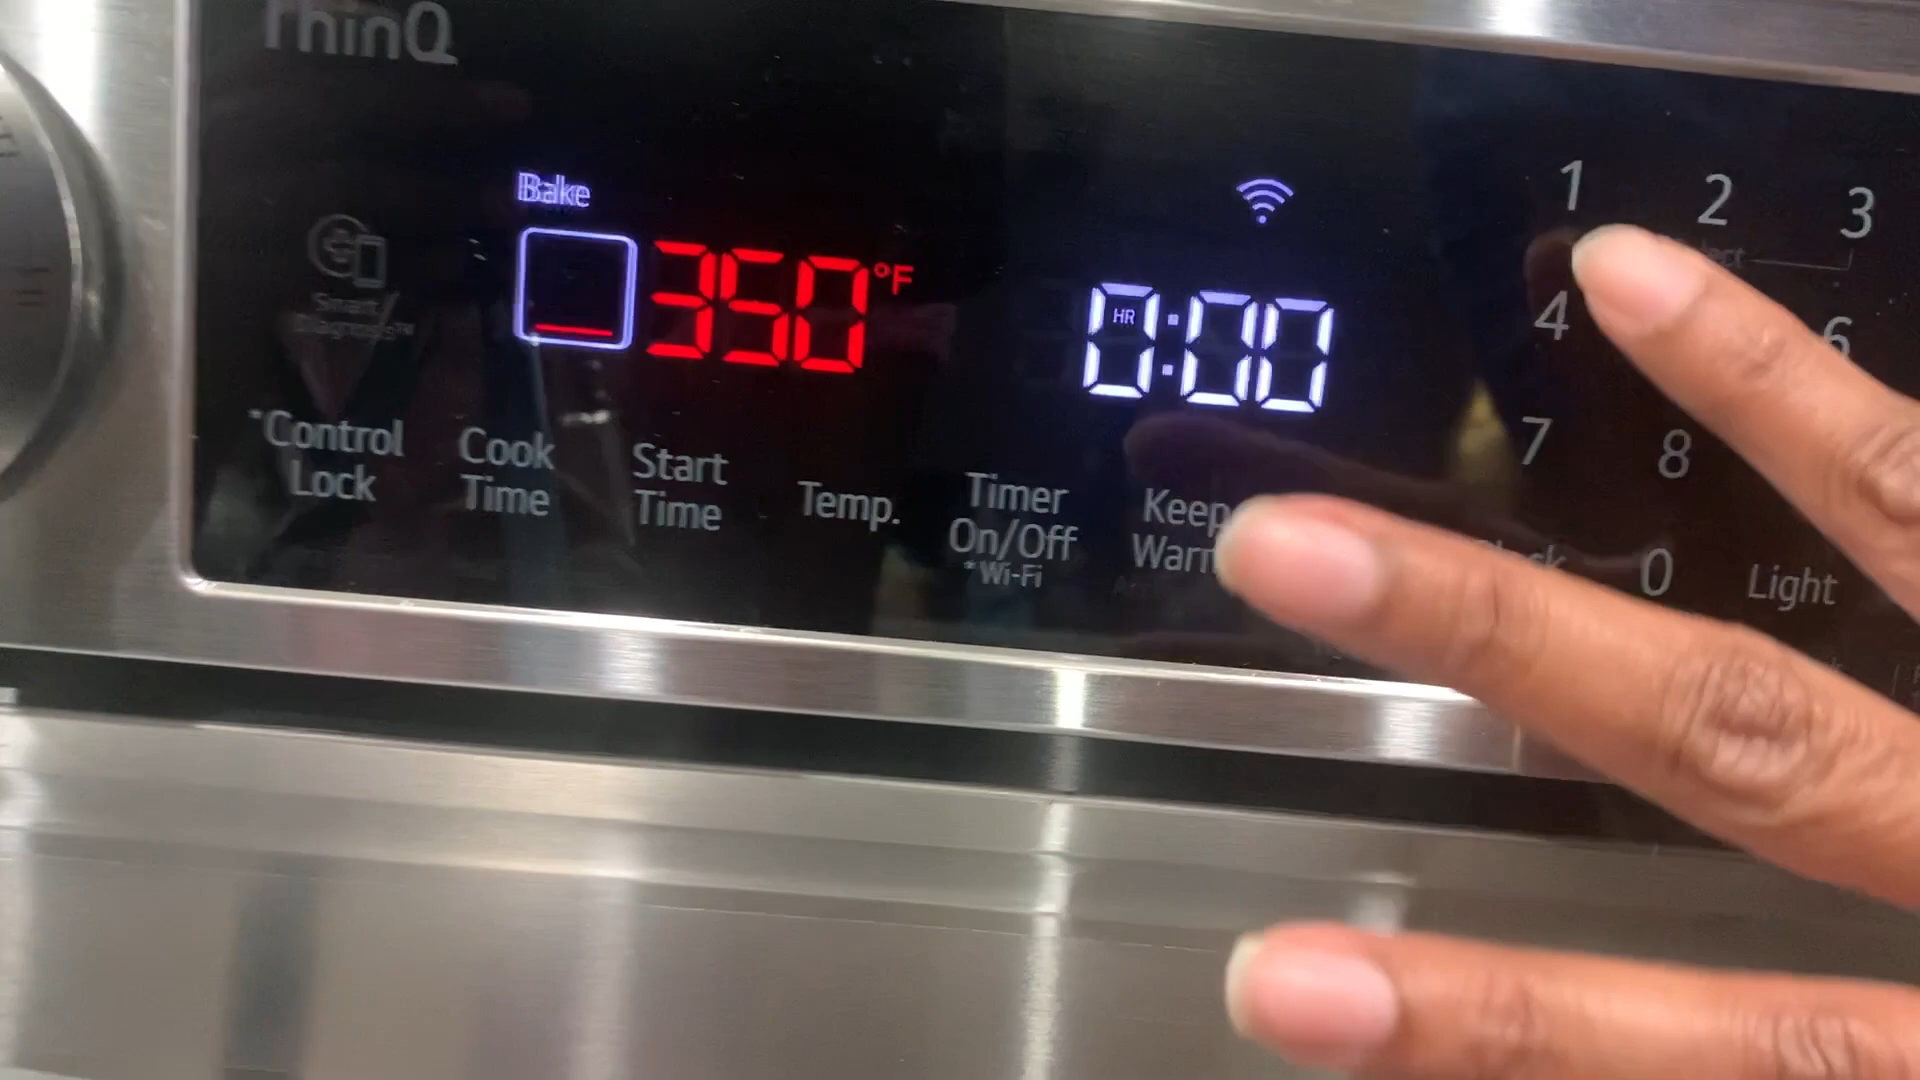 ThinQ
Bake
350°F
HR
0:00
1 2 3
4 6
7 8
0 Light
Smart
Diagnosis™
*Control
Lock
Cook
Time
Start
Time
Temp.
Timer
On/Off
*Wi-Fi
Keep
Warm